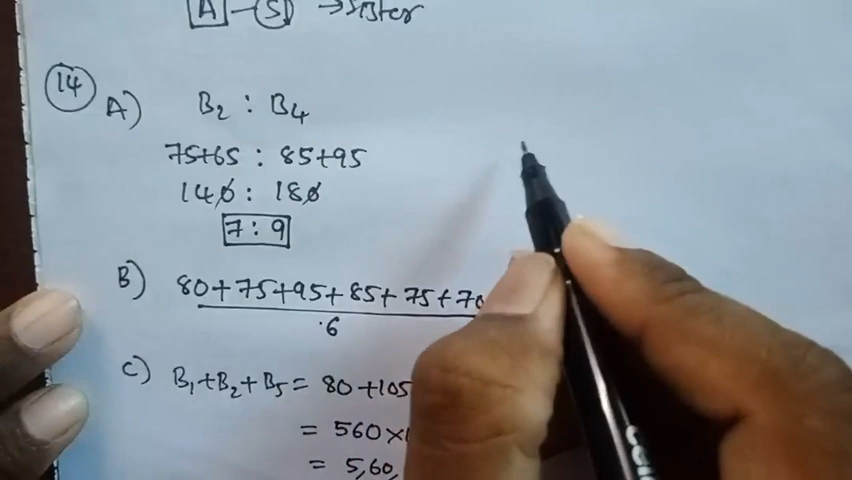 A — S → sister
14
A) B2 : B4
75+65 : 85+95
140 : 180
7 : 9
B) 80+75+95+85+75+70
6
C) B1+B2+B5 = 80+105
= 560×
= 5,60,